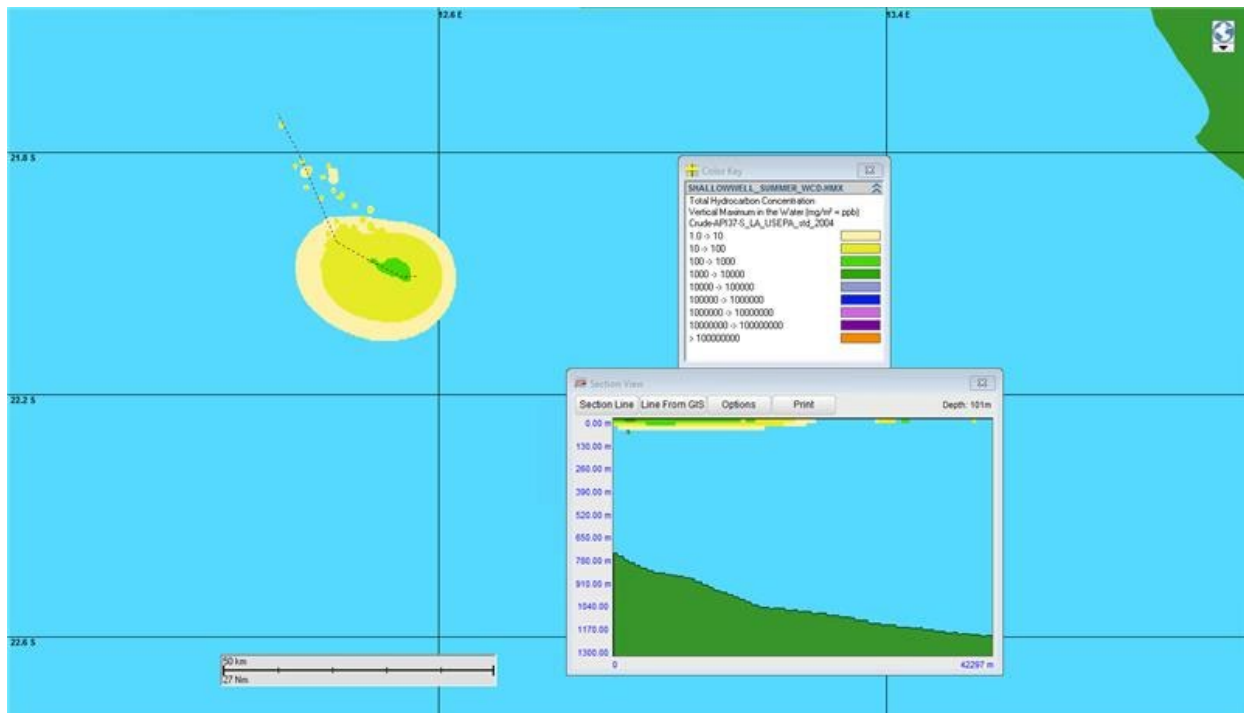 12.6 E
13.4 E
21.8 S
Color Key
SHALLOWWELL_SUMMER_WCD.HMX
Total Hydrocarbon Concentration
Vertical Maximum in the Water (mg/m³ = ppb)
Crude-API37-S_LA_USEPA_std_2004
1.0 -> 10
10 -> 100
100 -> 1000
1000 -> 10000
10000 -> 100000
100000 -> 1000000
1000000 -> 10000000
10000000 -> 100000000
> 100000000
Section View
Section Line
Line From GIS
Options
Print
Depth: 101m
22.2 S
0.00 m
130.00 m
260.00 m
390.00 m
520.00 m
650.00 m
780.00 m
910.00 m
1040.00
1170.00
1300.00
0
42297 m
22.6 S
50 km
27 Nm